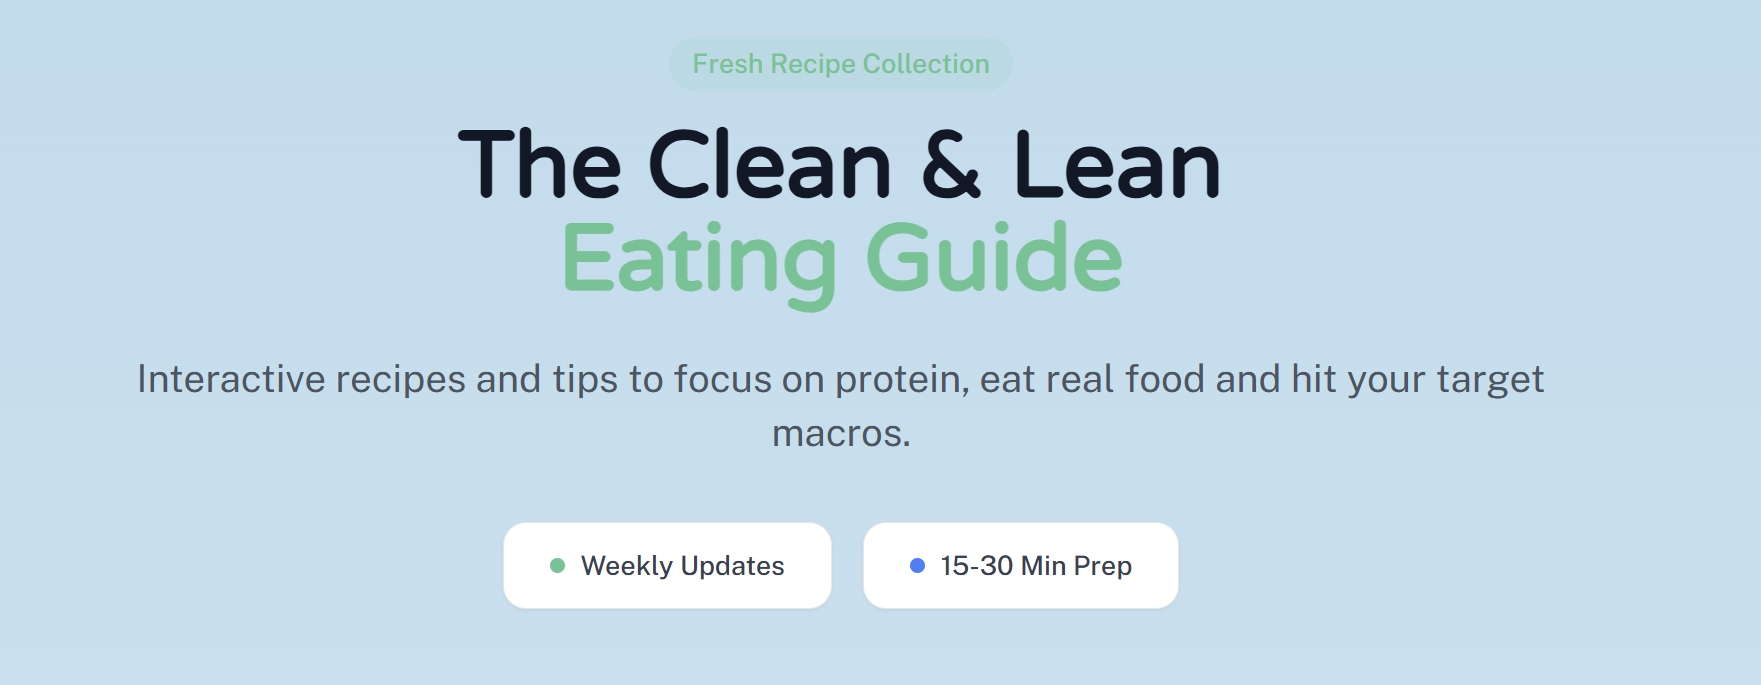 Fresh Recipe Collection
The Clean & Lean
Eating Guide
Interactive recipes and tips to focus on protein, eat real food and hit your target
macros.
Weekly Updates
15-30 Min Prep